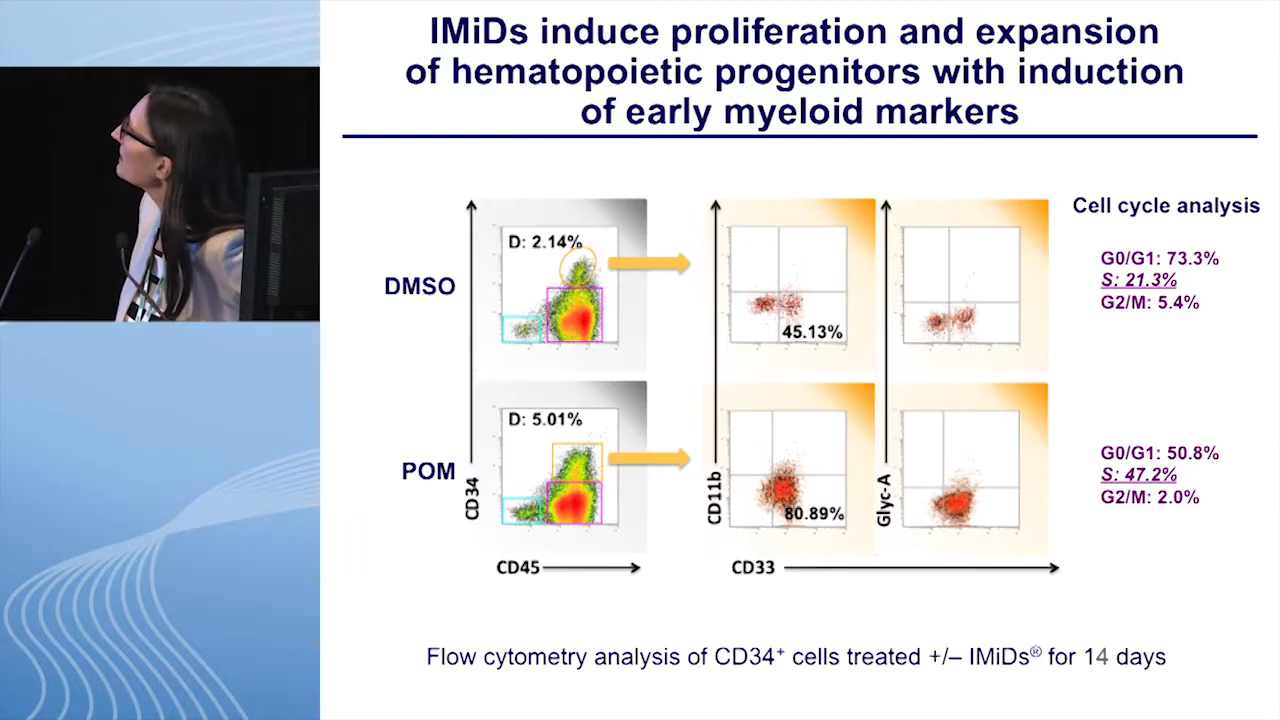 IMiDs induce proliferation and expansion
of hematopoietic progenitors with induction
of early myeloid markers
Cell cycle analysis
DMSO
D: 2.14%
45.13%
G0/G1: 73.3%
S: 21.3%
G2/M: 5.4%
POM
D: 5.01%
80.89%
G0/G1: 50.8%
S: 47.2%
G2/M: 2.0%
CD34
CD11b
Glyc-A
CD45
CD33
Flow cytometry analysis of CD34⁺ cells treated +/– IMiDs® for 14 days